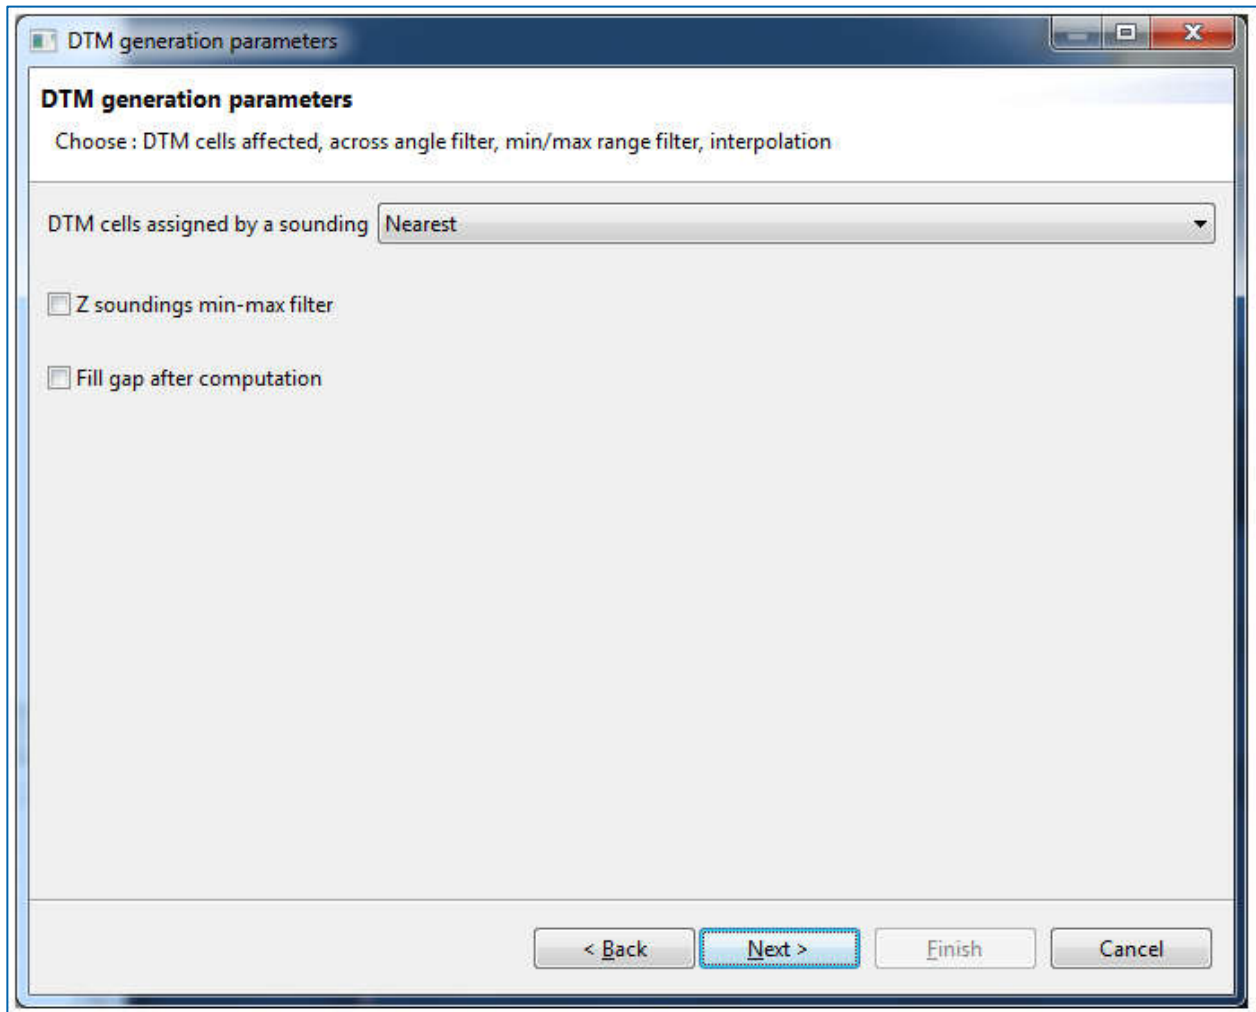 DTM generation parameters
DTM generation parameters
Choose : DTM cells affected, across angle filter, min/max range filter, interpolation
DTM cells assigned by a sounding Nearest
Z soundings min-max filter
Fill gap after computation
< Back Next > Finish Cancel